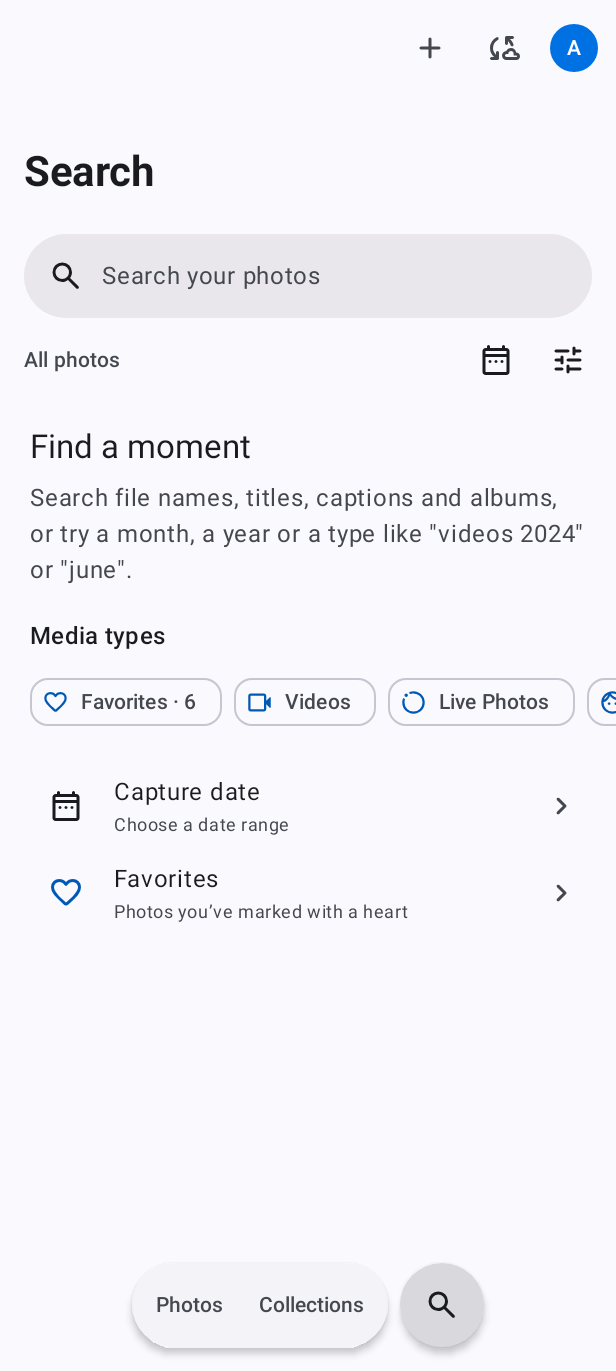 A
Search
Search your photos
All photos
Find a moment
Search file names, titles, captions and albums,
or try a month, a year or a type like "videos 2024"
or "june".
Media types
Favorites · 6
Videos
Live Photos
Capture date
Choose a date range
Favorites
Photos you’ve marked with a heart
Photos
Collections